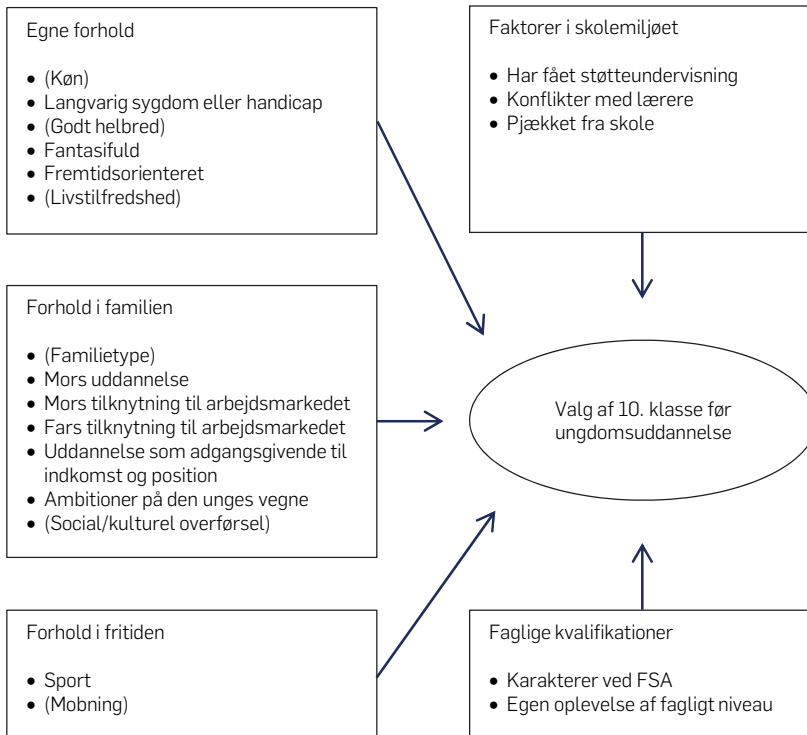 Egne forhold
• (Køn)
• Langvarig sygdom eller handicap
• (Godt helbred)
• Fantasifuld
• Fremtidsorienteret
• (Livstilfredshed)
Faktorer i skolemiljøet
• Har fået støtteundervisning
• Konflikter med lærere
• Pjækket fra skole
Forhold i familien
• (Familietype)
• Mors uddannelse
• Mors tilknytning til arbejdsmarkedet
• Fars tilknytning til arbejdsmarkedet
• Uddannelse som adgangsgivende til
indkomst og position
• Ambitioner på den unges vegne
• (Social/kulturel overførsel)
Valg af 10. klasse før
ungdomsuddannelse
Forhold i fritiden
• Sport
• (Mobning)
Faglige kvalifikationer
• Karakterer ved FSA
• Egen oplevelse af fagligt niveau